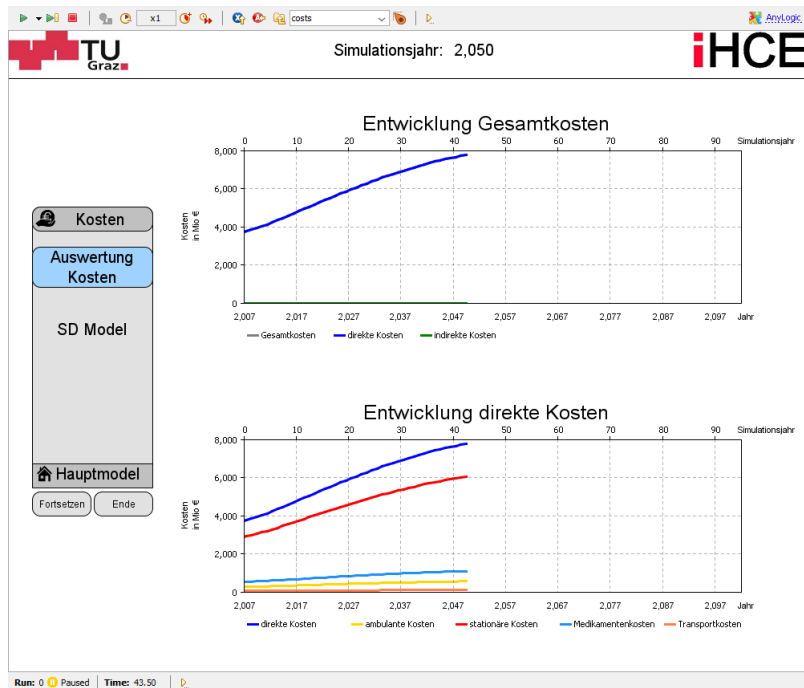 x1 costs AnyLogic
TU
Graz
Simulationsjahr: 2,050
iHCE
Kosten
Auswertung
Kosten
SD Model
Hauptmodel
Fortsetzen Ende
Entwicklung Gesamtkosten
0 10 20 30 40 50 60 70 80 90 Simulationsjahr
8,000
6,000
4,000
2,000
0
Kosten
in Mio €
2,007 2,017 2,027 2,037 2,047 2,057 2,067 2,077 2,087 2,097 Jahr
Gesamtkosten direkte Kosten indirekte Kosten
Entwicklung direkte Kosten
0 10 20 30 40 50 60 70 80 90 Simulationsjahr
8,000
6,000
4,000
2,000
0
Kosten
in Mio €
2,007 2,017 2,027 2,037 2,047 2,057 2,067 2,077 2,087 2,097 Jahr
direkte Kosten ambulante Kosten stationäre Kosten Medikamentenkosten Transportkosten
Run: 0 Paused Time: 43.50